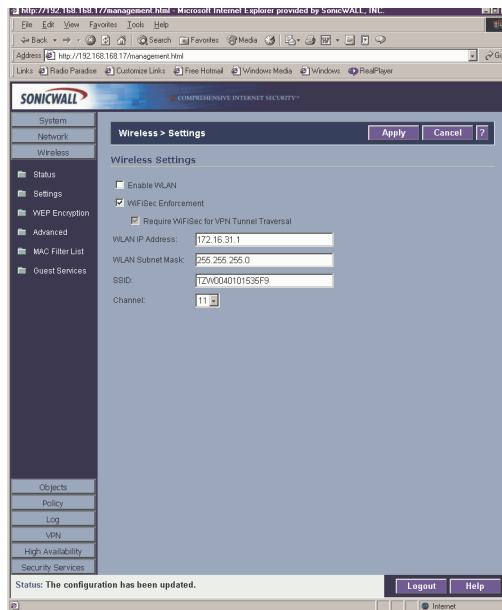 http://192.168.168.17/management.html - Microsoft Internet Explorer provided by SonicWALL, INC.
File Edit View Favorites Tools Help
Back Search Favorites Media
Address http://192.168.168.17/management.html Go
Links Radio Paradise Customize Links Free Hotmail Windows Media Windows RealPlayer
SONICWALL COMPREHENSIVE INTERNET SECURITY™
System
Network
Wireless
Status
Settings
WEP Encryption
Advanced
MAC Filter List
Guest Services
Objects
Policy
Log
VPN
High Availability
Security Services
Wireless > Settings Apply Cancel ?
Wireless Settings
Enable WLAN
WiFiSec Enforcement
Require WiFiSec for VPN Tunnel Traversal
WLAN IP Address: 172.16.31.1
WLAN Subnet Mask: 255.255.255.0
SSID: TZW0040101535F9
Channel: 11
Status: The configuration has been updated. Logout Help
Internet